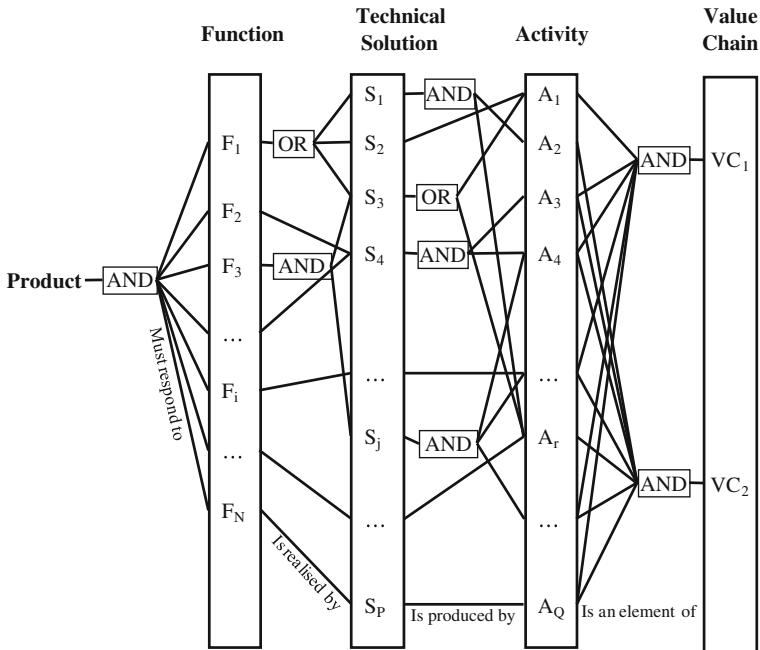 Function
Technical
Solution
Activity
Value
Chain
Product
AND
Must respond to
F1
F2
F3
...
Fi
...
FN
OR
AND
Is realised by
S1
S2
S3
S4
...
Sj
...
SP
AND
OR
AND
AND
Is produced by
A1
A2
A3
A4
...
Ar
...
AQ
AND
AND
Is an element of
VC1
VC2